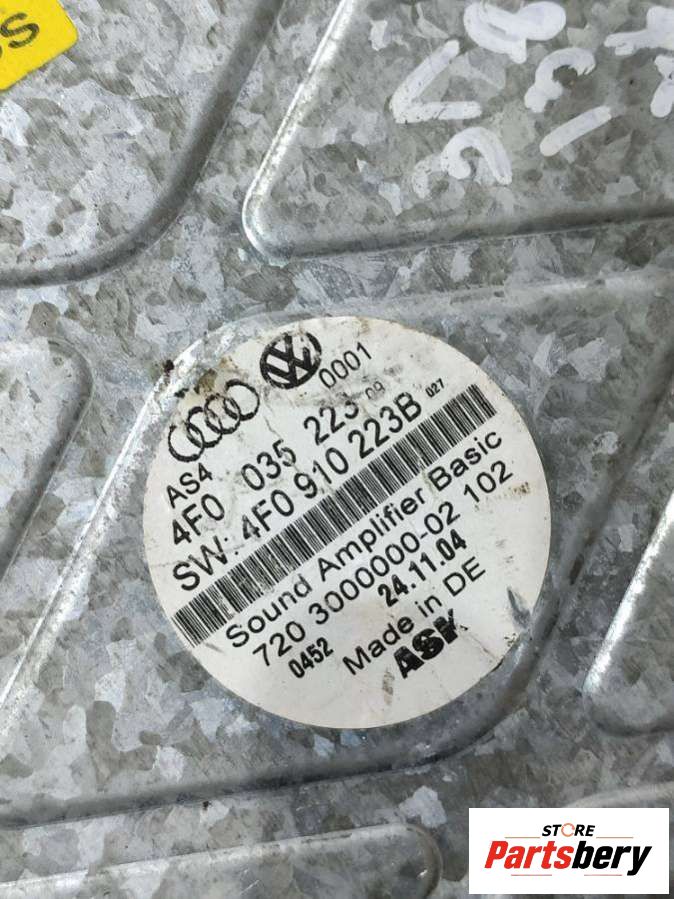 0001
AS4
4F0 035 223 09
SW: 4F0 910 223B 027
Sound Amplifier Basic
720 3000000-02 102
0452 24.11.04
Made in DE
ASK
STORE
Partsbery